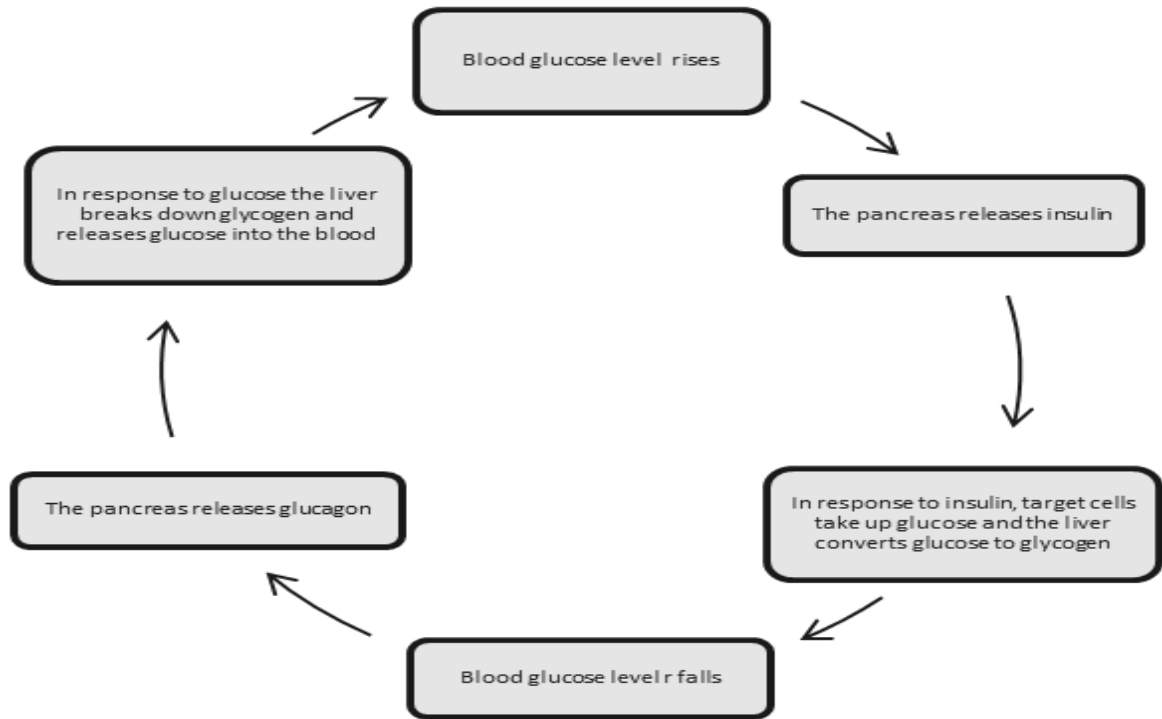 Blood glucose level rises
The pancreas releases insulin
In response to insulin, target cells
take up glucose and the liver
converts glucose to glycogen
Blood glucose level r falls
The pancreas releases glucagon
In response to glucose the liver
breaks down glycogen and
releases glucose into the blood